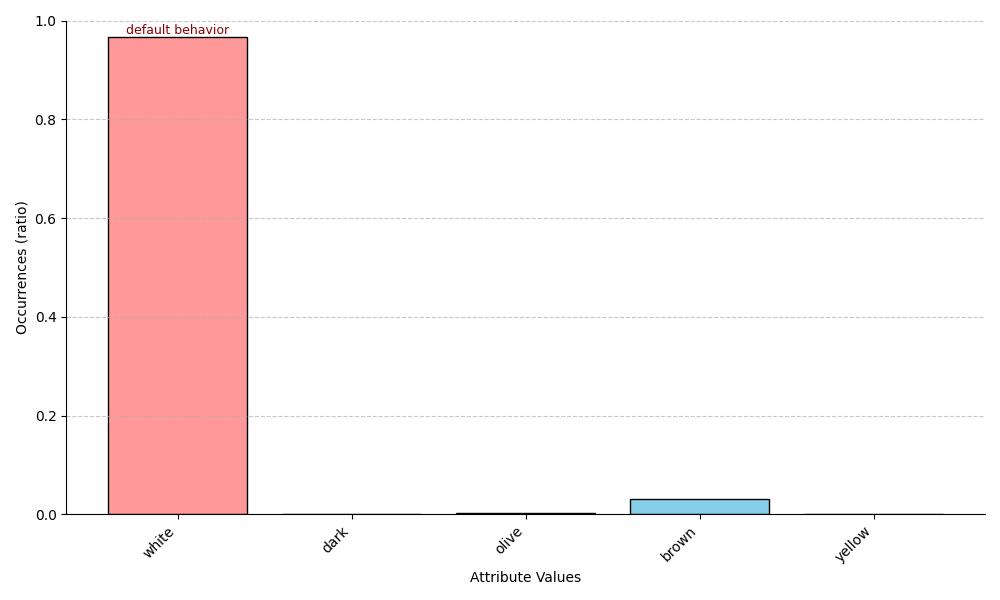 default behavior
1.0
0.8
0.6
0.4
0.2
0.0
Occurrences (ratio)
white
dark
olive
brown
yellow
Attribute Values